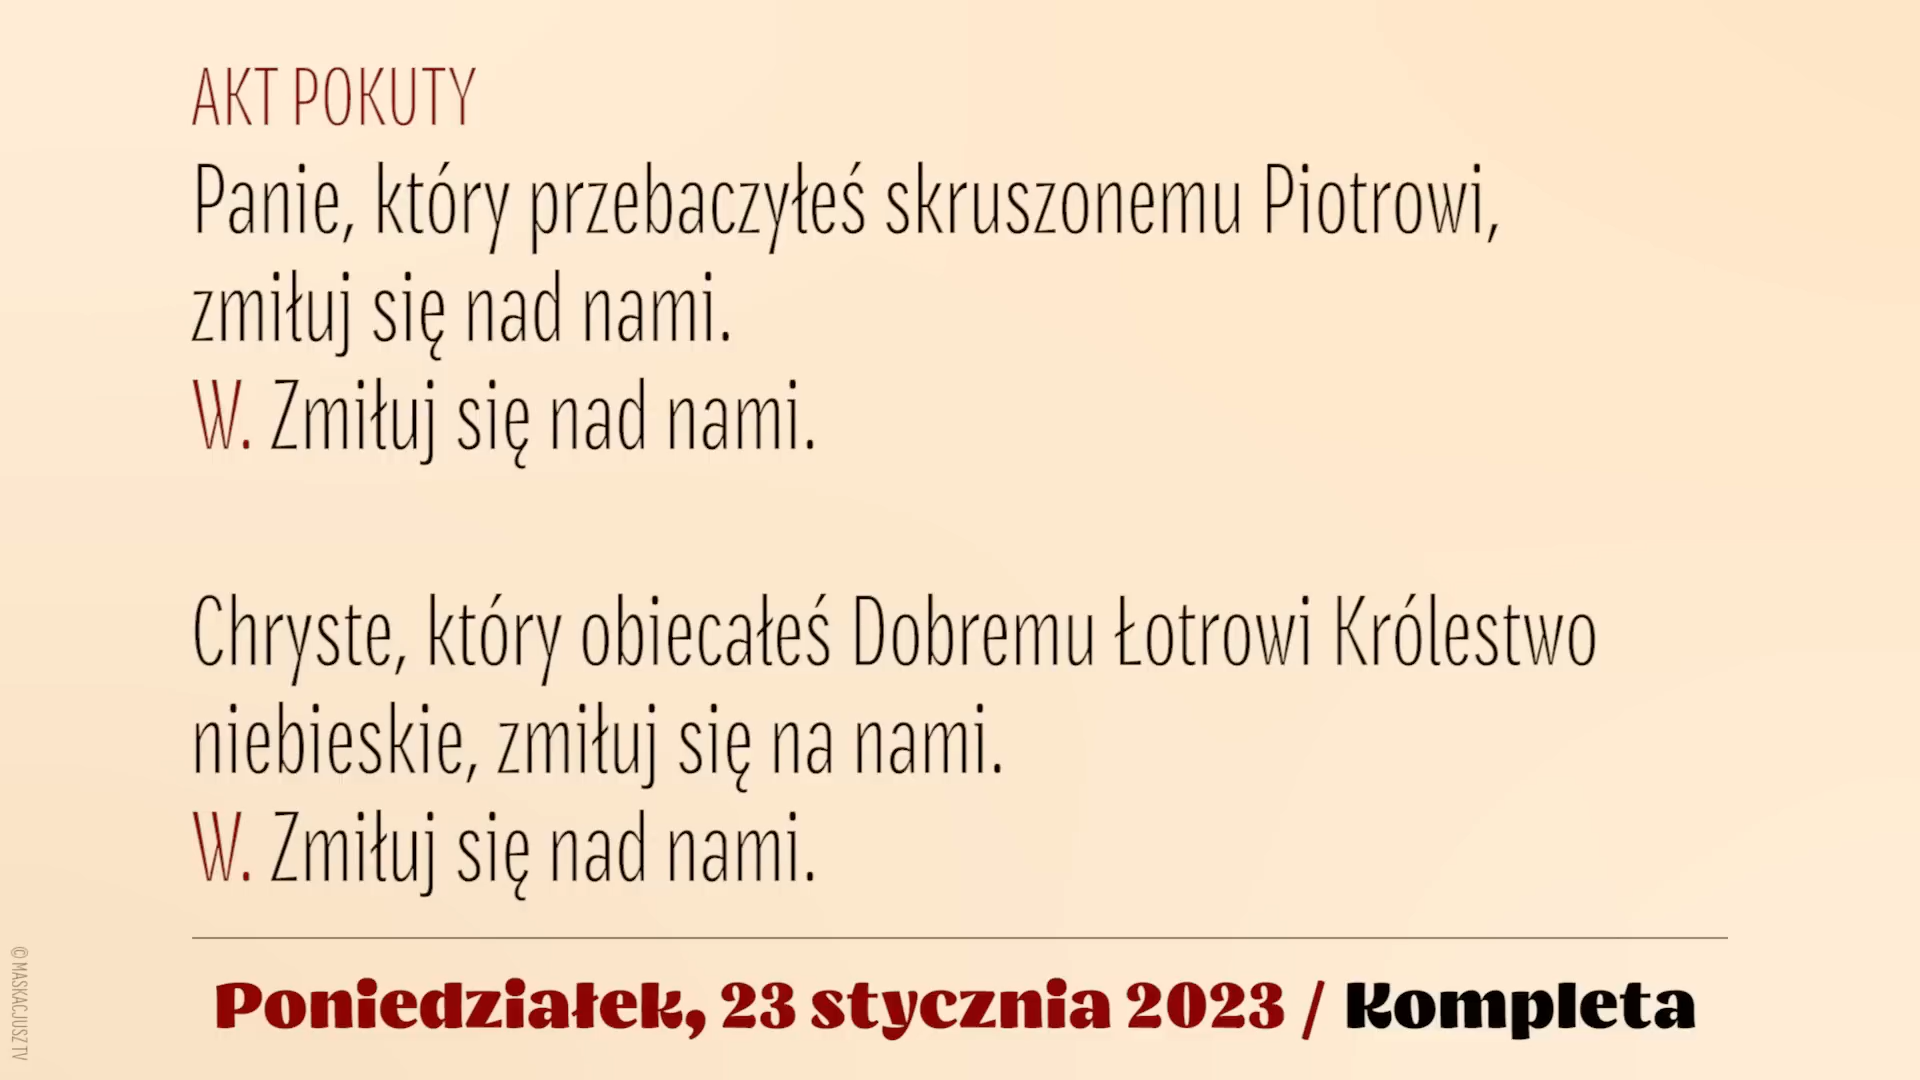 AKT POKUTY
Panie, który przebaczyłeś skruszonemu Piotrowi,
zmiłuj się nad nami.
W. Zmiłuj się nad nami.
Chryste, który obiecałeś Dobremu Łotrowi Królestwo
niebieskie, zmiłuj się na nami.
W. Zmiłuj się nad nami.
Poniedziałek, 23 stycznia 2023 / Kompleta
© MASKACJUSZ TV